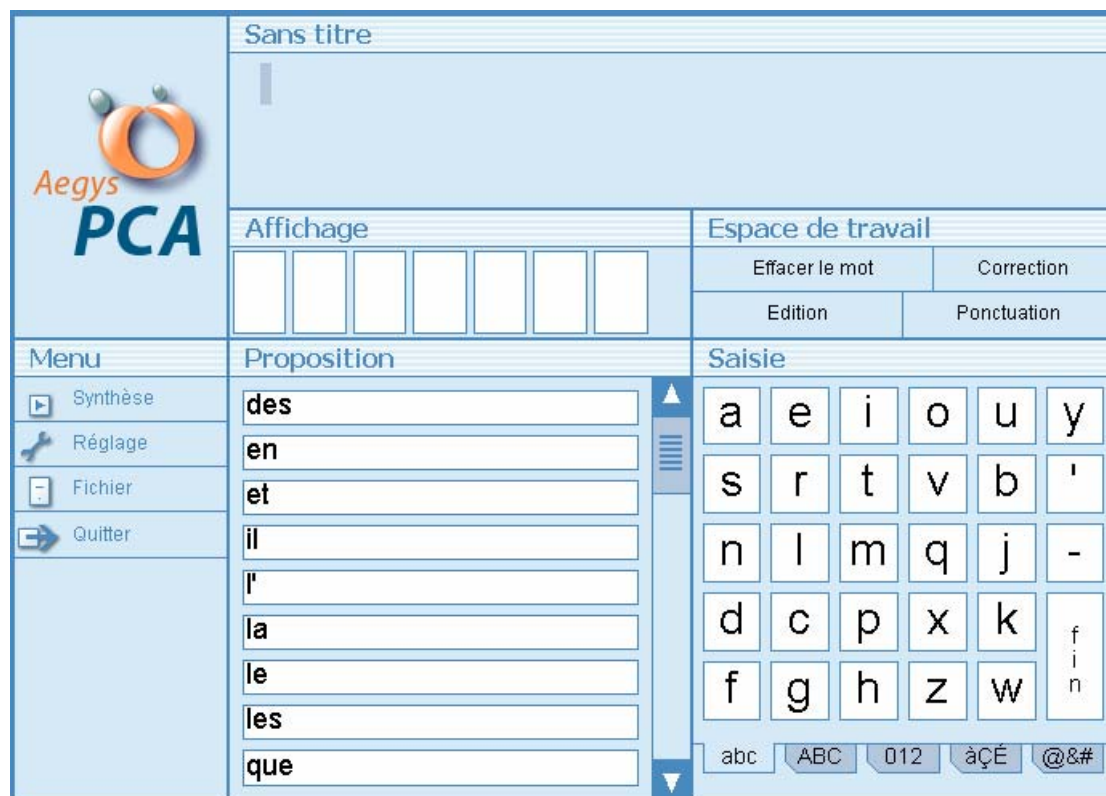 Sans titre
Aegys
PCA
Affichage
Espace de travail
Effacer le mot Correction
Edition Ponctuation
Menu
Synthèse
Réglage
Fichier
Quitter
Proposition
des
en
et
il
l'
la
le
les
que
Saisie
a e i o u y
s r t v b '
n l m q j -
d c p x k fin
f g h z w
abc ABC 012 àÇÉ @&#